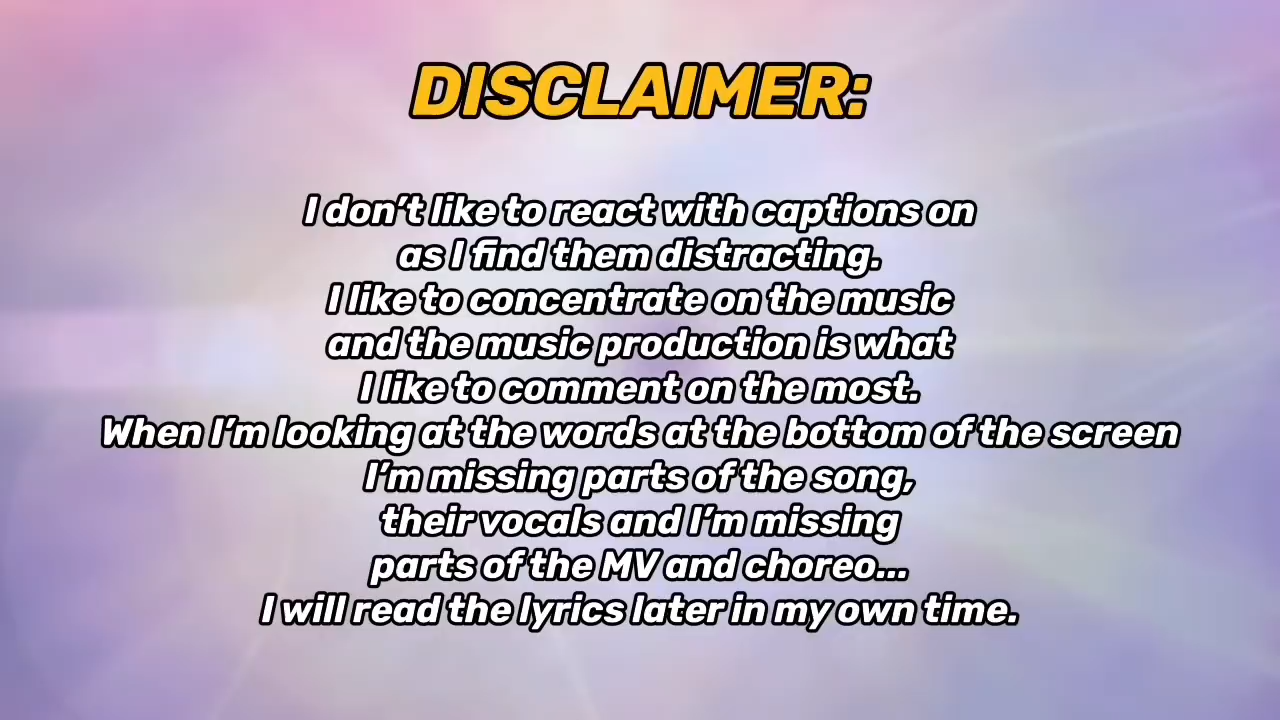 DISCLAIMER:
I don’t like to react with captions on
as I find them distracting.
I like to concentrate on the music
and the music production is what
I like to comment on the most.
When I’m looking at the words at the bottom of the screen
I’m missing parts of the song,
their vocals and I’m missing
parts of the MV and choreo...
I will read the lyrics later in my own time.